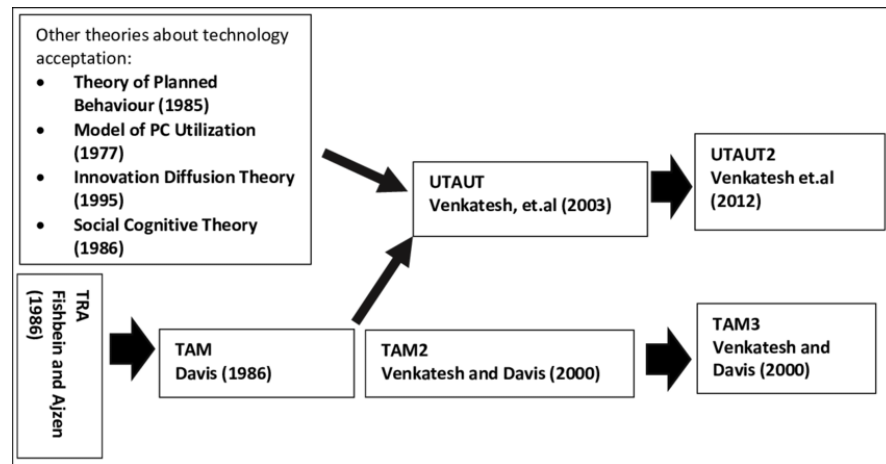 Other theories about technology
acceptation:
• Theory of Planned
Behaviour (1985)
• Model of PC Utilization
(1977)
• Innovation Diffusion Theory
(1995)
• Social Cognitive Theory
(1986)
UTAUT
Venkatesh, et.al (2003)
UTAUT2
Venkatesh et.al
(2012)
TRA
Fishbein and Ajzen
(1986)
TAM
Davis (1986)
TAM2
Venkatesh and Davis (2000)
TAM3
Venkatesh and
Davis (2000)